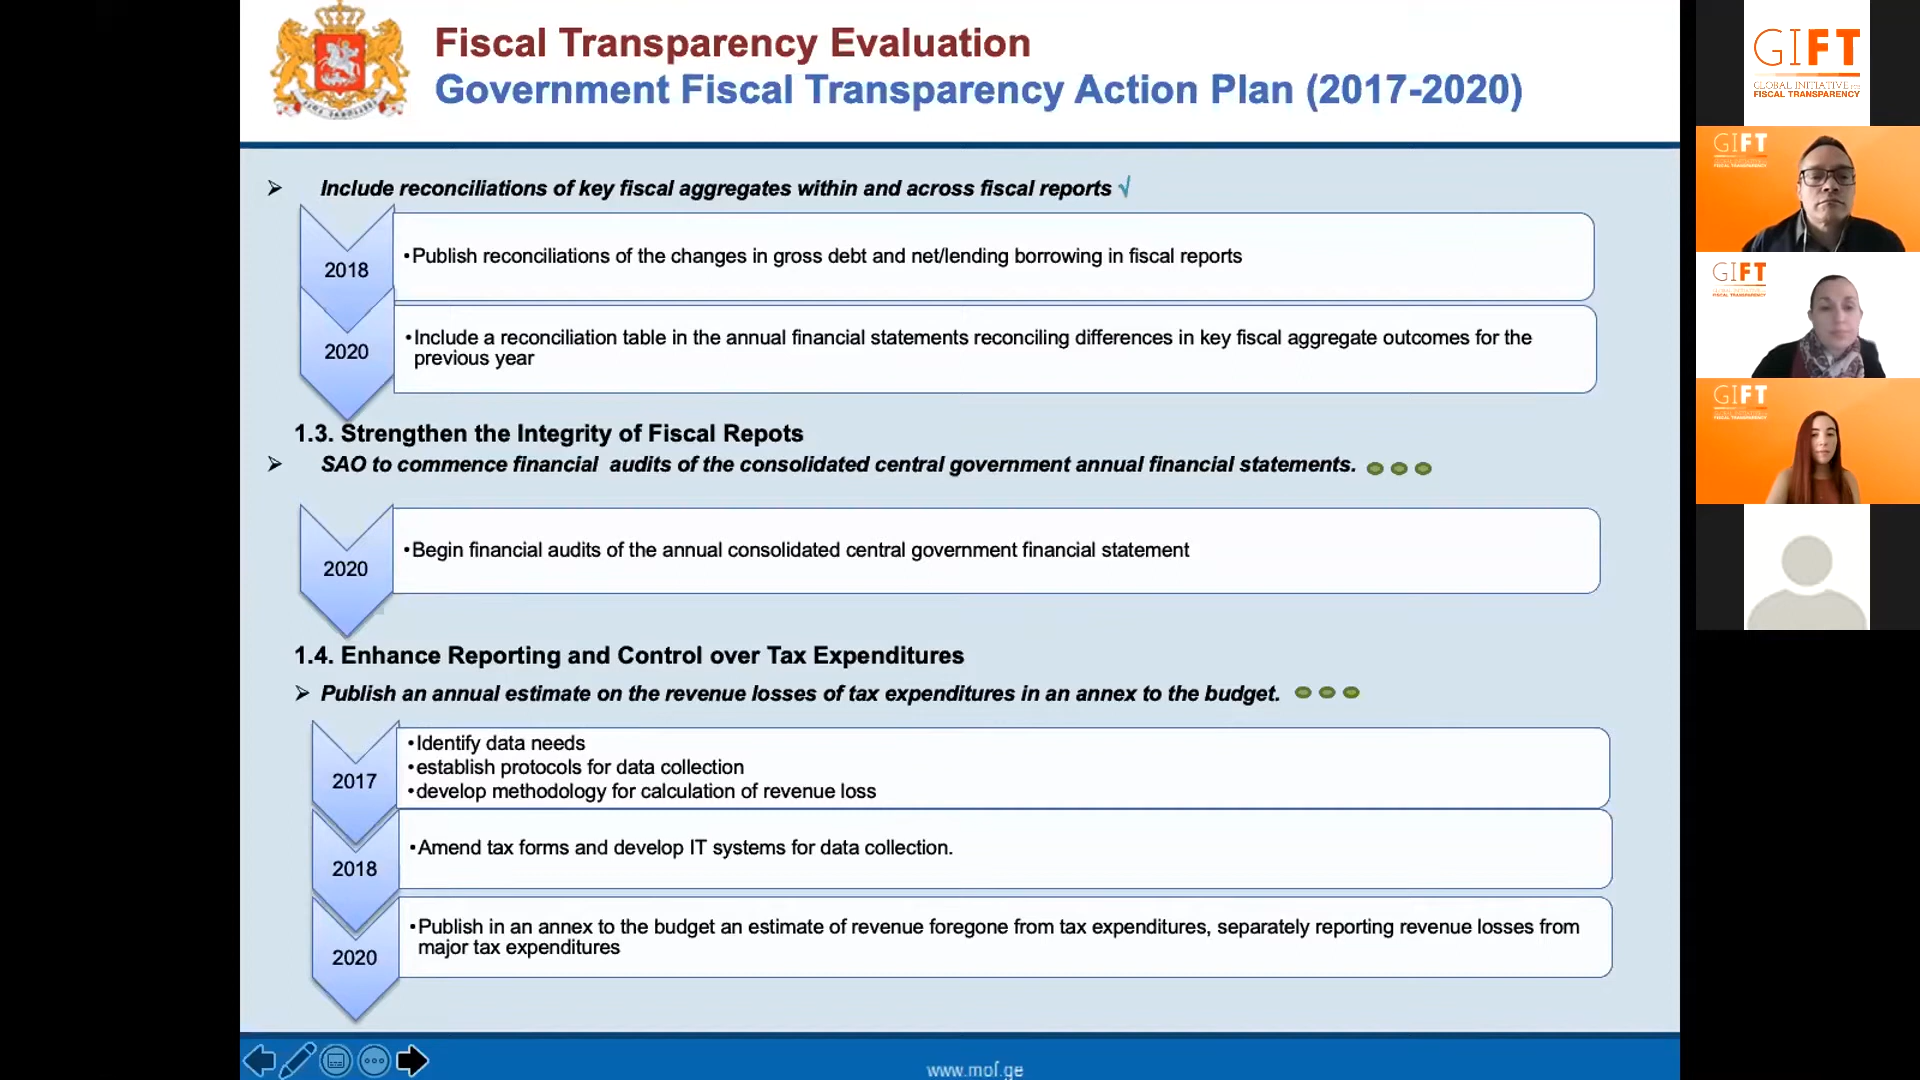 Fiscal Transparency Evaluation
Government Fiscal Transparency Action Plan (2017-2020)
Include reconciliations of key fiscal aggregates within and across fiscal reports √
2018
•Publish reconciliations of the changes in gross debt and net/lending borrowing in fiscal reports
2020
•Include a reconciliation table in the annual financial statements reconciling differences in key fiscal aggregate outcomes for the
previous year
1.3. Strengthen the Integrity of Fiscal Repots
SAO to commence financial audits of the consolidated central government annual financial statements.
2020
•Begin financial audits of the annual consolidated central government financial statement
1.4. Enhance Reporting and Control over Tax Expenditures
Publish an annual estimate on the revenue losses of tax expenditures in an annex to the budget.
2017
•Identify data needs
•establish protocols for data collection
•develop methodology for calculation of revenue loss
2018
•Amend tax forms and develop IT systems for data collection.
2020
•Publish in an annex to the budget an estimate of revenue foregone from tax expenditures, separately reporting revenue losses from
major tax expenditures
www.mof.ge
GIFT
GLOBAL INITIATIVE
FISCAL TRANSPARENCY
GIFT
FISCAL TRANSPARENCY
GIFT
FISCAL TRANSPARENCY
GIFT
FISCAL TRANSPARENCY